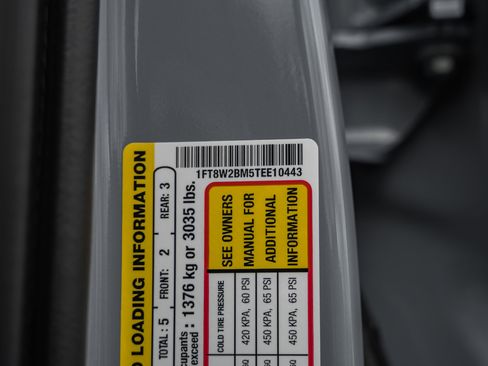 1FT8W2BM5TEE10443
LOADING INFORMATION
TOTAL : 5 FRONT: 2 REAR: 3
exceed : 1376 kg or 3035 lbs.
SEE OWNERS
MANUAL FOR
ADDITIONAL
INFORMATION
COLD TIRE PRESSURE
420 KPA, 60 PSI
450 KPA, 65 PSI
450 KPA, 65 PSI